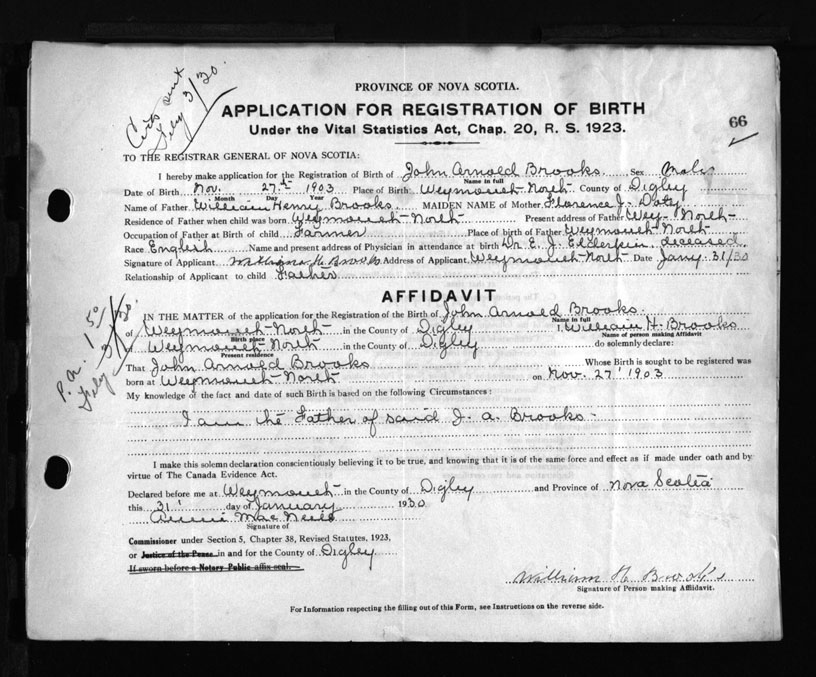 Certs sent
Feby 3/30.
PROVINCE OF NOVA SCOTIA.
APPLICATION FOR REGISTRATION OF BIRTH
66
Under the Vital Statistics Act, Chap. 20, R. S. 1923.
TO THE REGISTRAR GENERAL OF NOVA SCOTIA:
I hereby make application for the Registration of Birth of John Arnold Brooks. Sex Male
Name in full
Date of Birth Nov. 27th 1903 Place of Birth Weymouth North County of Digby
Month Day Year
Name of Father William Henry Brooks. MAIDEN NAME of Mother Florence J. Doty
Residence of Father when child was born Weymouth North Present address of Father Wey- North-
Occupation of Father at Birth of child Farmer Place of birth of Father Weymouth North
Race English Name and present address of Physician in attendance at birth Dr. E. J. deceased.
Signature of Applicant William H. Brooks Address of Applicant Weymouth North Date Jany. 31/30
Relationship of Applicant to child Father
AFFIDAVIT
P.N. 1.50
Feby 3/30.
IN THE MATTER of the application for the Registration of the Birth of John Arnold Brooks.
Name in full
of Weymouth North in the County of Digby I, William H. Brooks
Birth place Name of person making Affidavit
of Weymouth North in the County of Digby do solemnly declare:
Present residence
That John Arnold Brooks Whose Birth is sought to be registered was
born at Weymouth North on Nov. 27' 1903
My knowledge of the fact and date of such Birth is based on the following Circumstances:
I am the Father of said J. A. Brooks-
I make this solemn declaration conscientiously believing it to be true, and knowing that it is of the same force and effect as if made under oath and by
virtue of The Canada Evidence Act.
Declared before me at Weymouth in the County of Digby and Province of Nova Scotia
this 31' day of January 1930
Annie MacNeill
Signature of
Commissioner under Section 5, Chapter 38, Revised Statutes, 1923,
or Justice of the Peace in and for the County of Digby
If sworn before a Notary Public affix seal.
William H Brooks
Signature of Person making Affidavit.
For Information respecting the filling out of this Form, see Instructions on the reverse side.